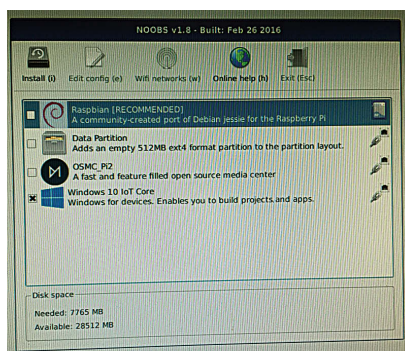 NOOBS v1.8 - Built: Feb 26 2016
Install (i) Edit config (e) Wifi networks (w) Online help (h) Exit (Esc)
Raspbian [RECOMMENDED]
A community-created port of Debian jessie for the Raspberry Pi
Data Partition
Adds an empty 512MB ext4 format partition to the partition layout.
OSMC_Pi2
A fast and feature filled open source media center
Windows 10 IoT Core
Windows for devices. Enables you to build projects and apps.
Disk space
Needed: 7765 MB
Available: 28512 MB